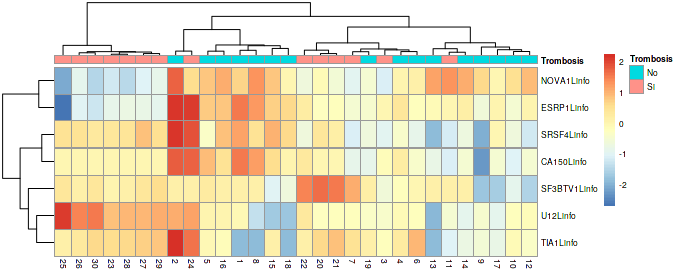 Trombosis
NOVA1Linfo
ESRP1Linfo
SRSF4Linfo
CA150Linfo
SF3BTV1Linfo
U12Linfo
TIA1Linfo
25 26 30 23 28 27 29 2 24 5 16 1 8 15 18 22 20 21 7 19 3 4 6 13 11 14 9 17 10 12
2
1
0
-1
-2
Trombosis
No
Si